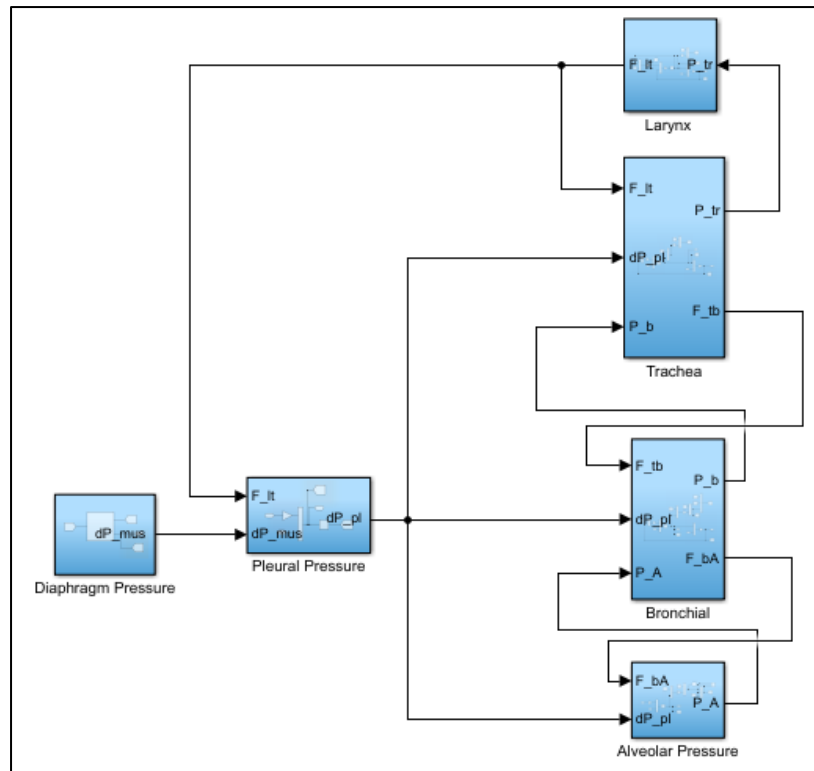 F_lt P_tr
Larynx
F_lt
P_tr
dP_pl
F_tb
P_b
Trachea
F_tb
P_b
dP_pl
F_bA
P_A
Bronchial
F_lt
dP_pl
dP_mus
Pleural Pressure
dP_mus
Diaphragm Pressure
F_bA
P_A
dP_pl
Alveolar Pressure